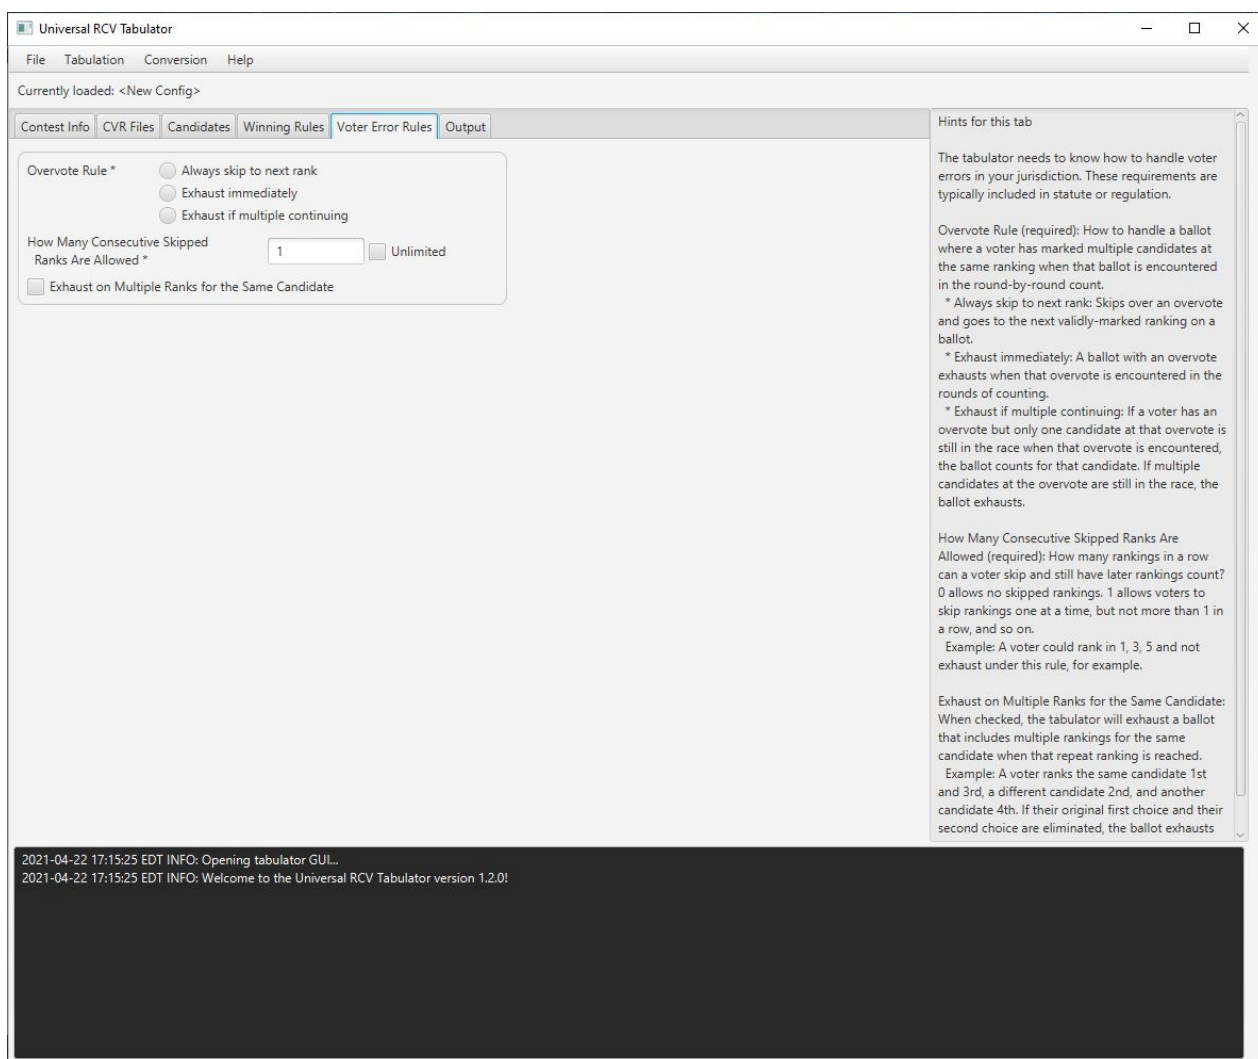 Universal RCV Tabulator
File Tabulation Conversion Help
Currently loaded: <New Config>
Contest Info CVR Files Candidates Winning Rules Voter Error Rules Output
Overvote Rule *
Always skip to next rank
Exhaust immediately
Exhaust if multiple continuing
How Many Consecutive Skipped
Ranks Are Allowed *
1
Unlimited
Exhaust on Multiple Ranks for the Same Candidate
Hints for this tab
The tabulator needs to know how to handle voter
errors in your jurisdiction. These requirements are
typically included in statute or regulation.
Overvote Rule (required): How to handle a ballot
where a voter has marked multiple candidates at
the same ranking when that ballot is encountered
in the round-by-round count.
* Always skip to next rank: Skips over an overvote
and goes to the next validly-marked ranking on a
ballot.
* Exhaust immediately: A ballot with an overvote
exhausts when that overvote is encountered in the
rounds of counting.
* Exhaust if multiple continuing: If a voter has an
overvote but only one candidate at that overvote is
still in the race when that overvote is encountered,
the ballot counts for that candidate. If multiple
candidates at the overvote are still in the race, the
ballot exhausts.
How Many Consecutive Skipped Ranks Are
Allowed (required): How many rankings in a row
can a voter skip and still have later rankings count?
0 allows no skipped rankings. 1 allows voters to
skip rankings one at a time, but not more than 1 in
a row, and so on.
Example: A voter could rank in 1, 3, 5 and not
exhaust under this rule, for example.
Exhaust on Multiple Ranks for the Same Candidate:
When checked, the tabulator will exhaust a ballot
that includes multiple rankings for the same
candidate when that repeat ranking is reached.
Example: A voter ranks the same candidate 1st
and 3rd, a different candidate 2nd, and another
candidate 4th. If their original first choice and their
second choice are eliminated, the ballot exhausts
2021-04-22 17:15:25 EDT INFO: Opening tabulator GUI...
2021-04-22 17:15:25 EDT INFO: Welcome to the Universal RCV Tabulator version 1.2.0!